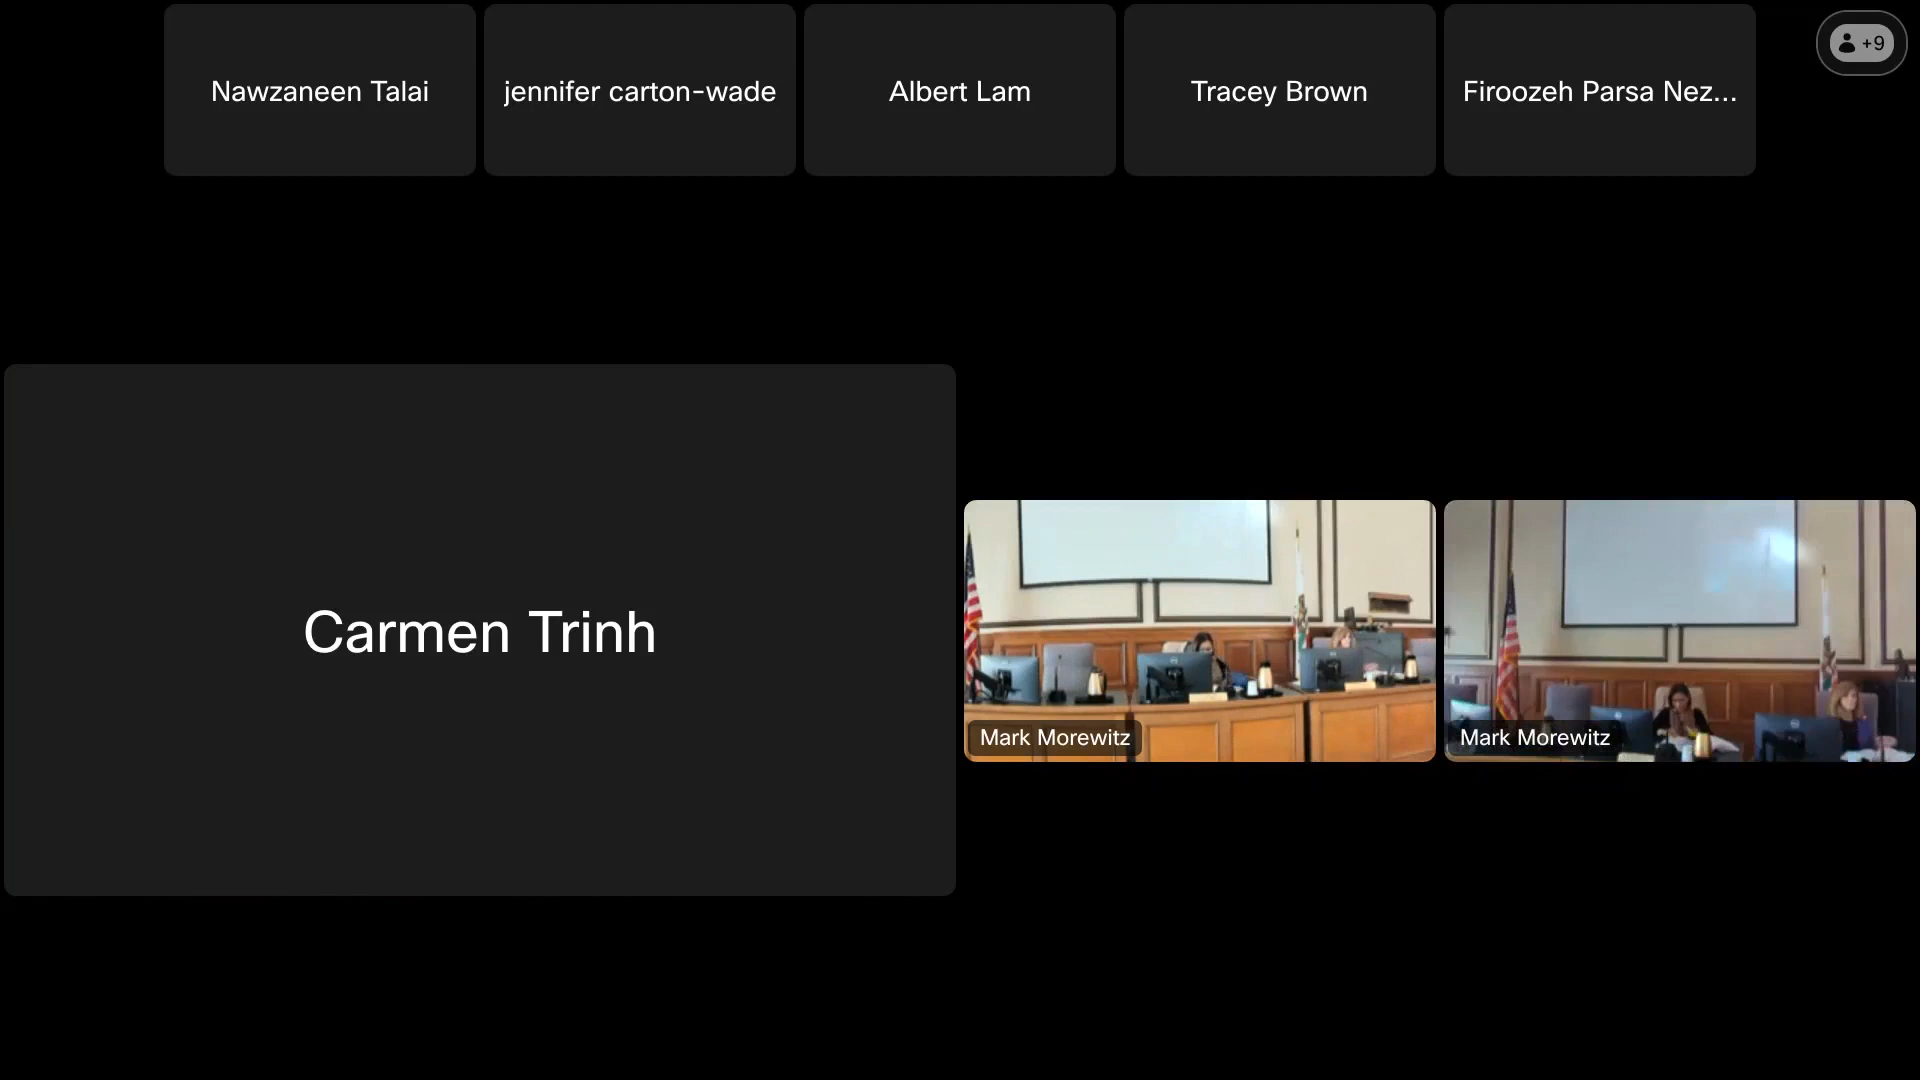 Nawzaneen Talai
jennifer carton-wade
Albert Lam
Tracey Brown
Firoozeh Parsa Nez...
+9
Carmen Trinh
Mark Morewitz
Mark Morewitz